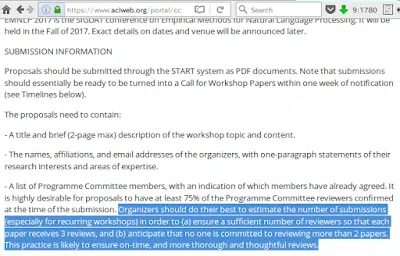 https://www.aclweb.org/portal/cc
Search
9:1780
EMNLP 2017 is the SIGDAT conference on Empirical Methods for Natural Language Processing. It will be
held in the Fall of 2017. Exact details on dates and venue will be announced later.
SUBMISSION INFORMATION
Proposals should be submitted through the START system as PDF documents. Note that submissions
should essentially be ready to be turned into a Call for Workshop Papers within one week of notification
(see Timelines below).
The proposals need to contain:
- A title and brief (2-page max) description of the workshop topic and content.
- The names, affiliations, and email addresses of the organizers, with one-paragraph statements of their
research interests and areas of expertise.
- A list of Programme Committee members, with an indication of which members have already agreed. It
is highly desirable for proposals to have at least 75% of the Programme Committee reviewers confirmed
at the time of the submission. Organizers should do their best to estimate the number of submissions
(especially for recurring workshops) in order to (a) ensure a sufficient number of reviewers so that each
paper receives 3 reviews, and (b) anticipate that no one is committed to reviewing more than 2 papers.
This practice is likely to ensure on-time, and more thorough and thoughtful reviews.